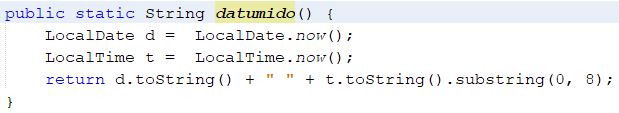 public static String datumido() {
    LocalDate d =  LocalDate.now();
    LocalTime t =  LocalTime.now();
    return d.toString() + " " + t.toString().substring(0, 8);
}